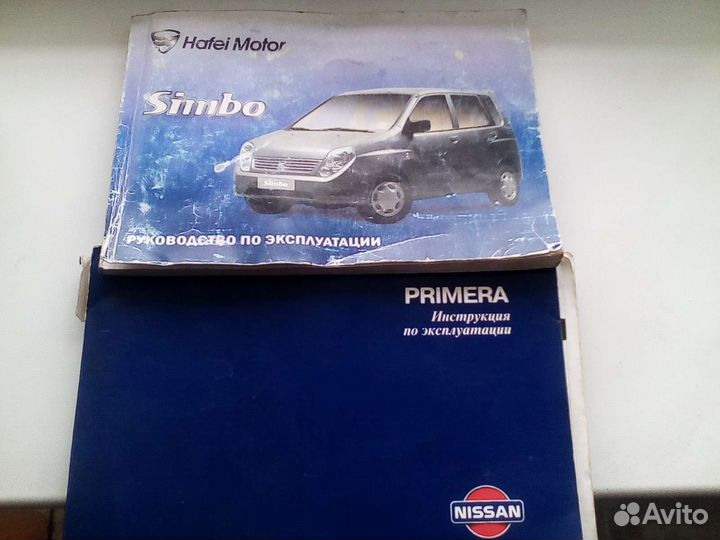 Hafei Motor
Simbo
Simbo
РУКОВОДСТВО ПО ЭКСПЛУАТАЦИИ
PRIMERA
Инструкция
по эксплуатации
NISSAN
Avito